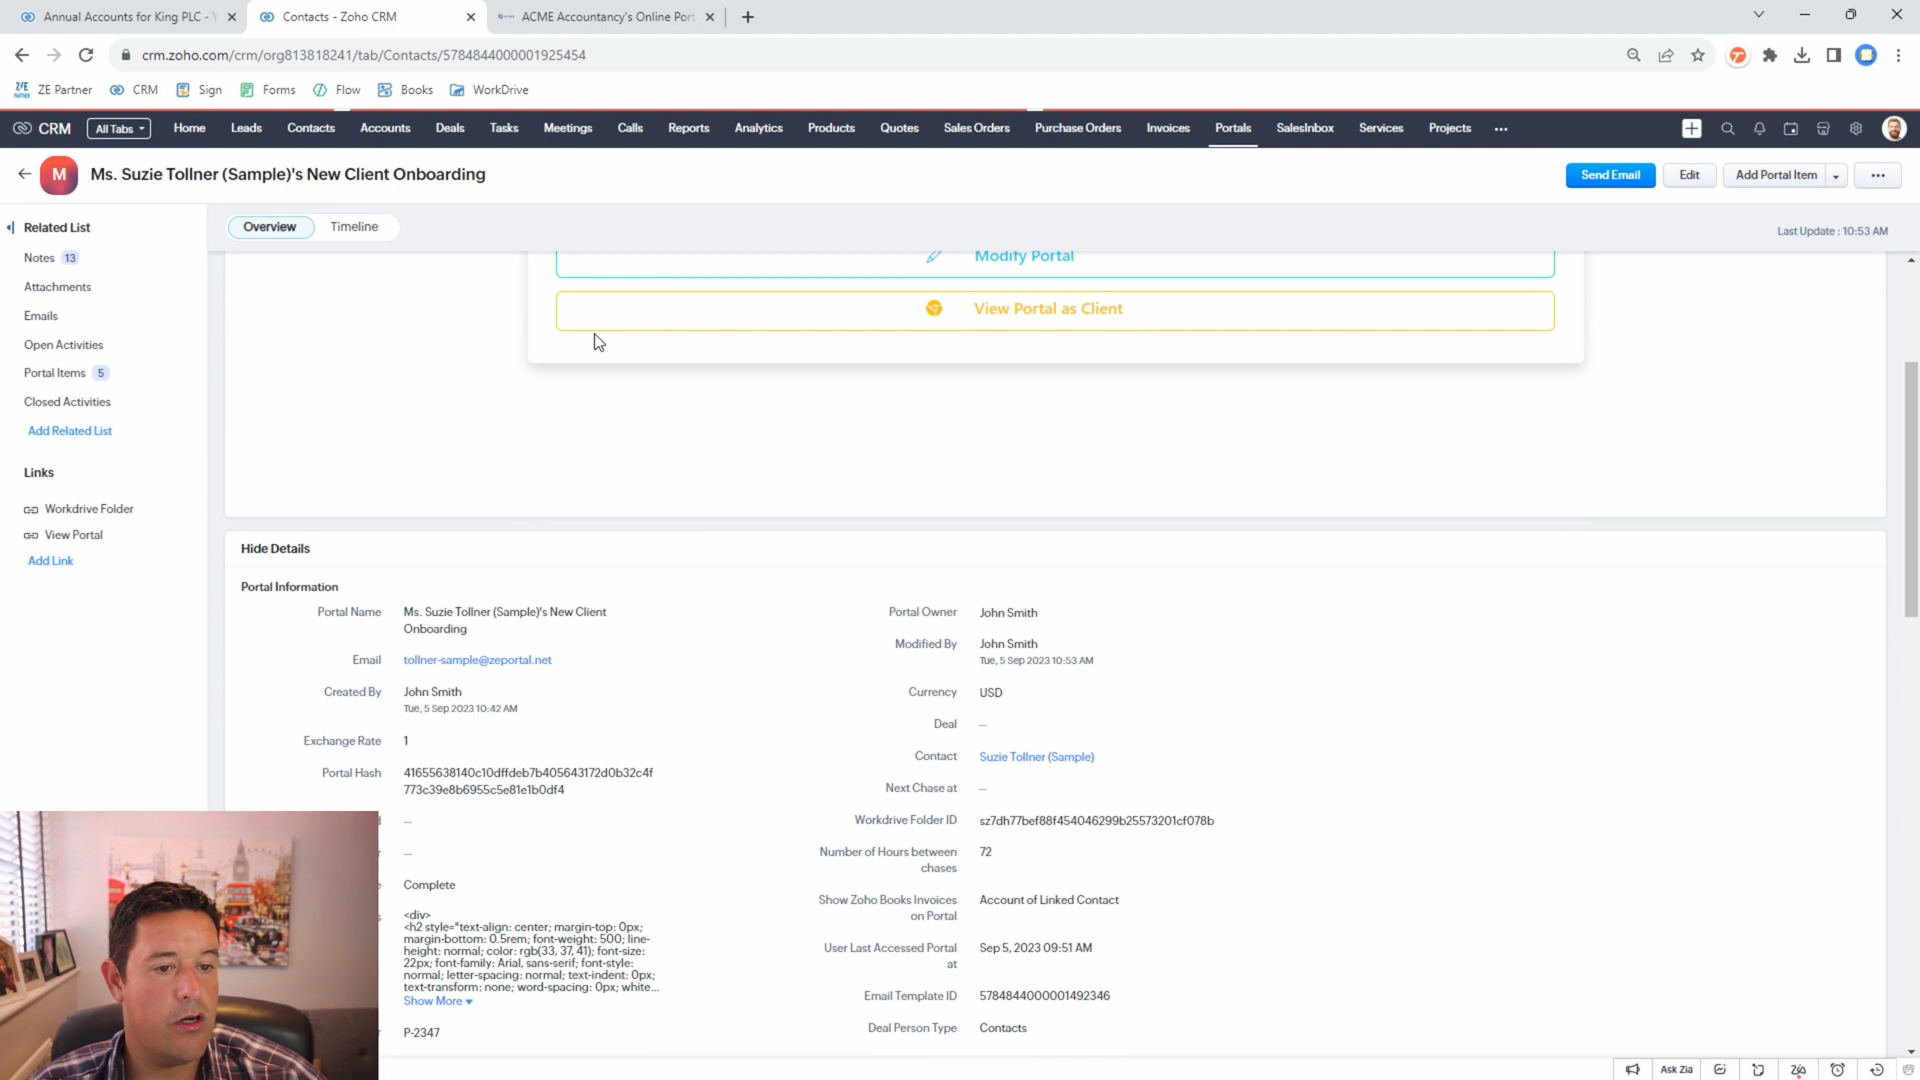 Annual Accounts for King PLC -
Contacts - Zoho CRM
ACME Accountancy's Online Port
crm.zoho.com/crm/org813818241/tab/Contacts/5784844000001925454
ZE Partner
CRM
Sign
Forms
Flow
Books
WorkDrive
CRM
All Tabs
Home
Leads
Contacts
Accounts
Deals
Tasks
Meetings
Calls
Reports
Analytics
Products
Quotes
Sales Orders
Purchase Orders
Invoices
Portals
SalesInbox
Services
Projects
M
Ms. Suzie Tollner (Sample)'s New Client Onboarding
Send Email
Edit
Add Portal Item
Related List
Notes 13
Attachments
Emails
Open Activities
Portal Items 5
Closed Activities
Add Related List
Links
Workdrive Folder
View Portal
Add Link
Overview
Timeline
Last Update : 10:53 AM
Modify Portal
View Portal as Client
Hide Details
Portal Information
Portal Name
Ms. Suzie Tollner (Sample)'s New Client
Onboarding
Email
tollner-sample@zeportal.net
Created By
John Smith
Tue, 5 Sep 2023 10:42 AM
Exchange Rate
1
Portal Hash
41655638140c10dffdeb7b405643172d0b32c4f
773c39e8b6955c5e81e1b0df4
—
—
Complete
<div>
<h2 style="text-align: center; margin-top: 0px;
margin-bottom: 0.5rem; font-weight: 500; line-
height: normal; color: rgb(33, 37, 41); font-size:
22px; font-family: Arial, sans-serif; font-style:
normal; letter-spacing: normal; text-indent: 0px;
text-transform: none; word-spacing: 0px; white...
Show More
P-2347
Portal Owner
John Smith
Modified By
John Smith
Tue, 5 Sep 2023 10:53 AM
Currency
USD
Deal
—
Contact
Suzie Tollner (Sample)
Next Chase at
—
Workdrive Folder ID
sz7dh77bef88f454046299b25573201cf078b
Number of Hours between
chases
72
Show Zoho Books Invoices
on Portal
Account of Linked Contact
User Last Accessed Portal
at
Sep 5, 2023 09:51 AM
Email Template ID
5784844000001492346
Deal Person Type
Contacts
Ask Zia